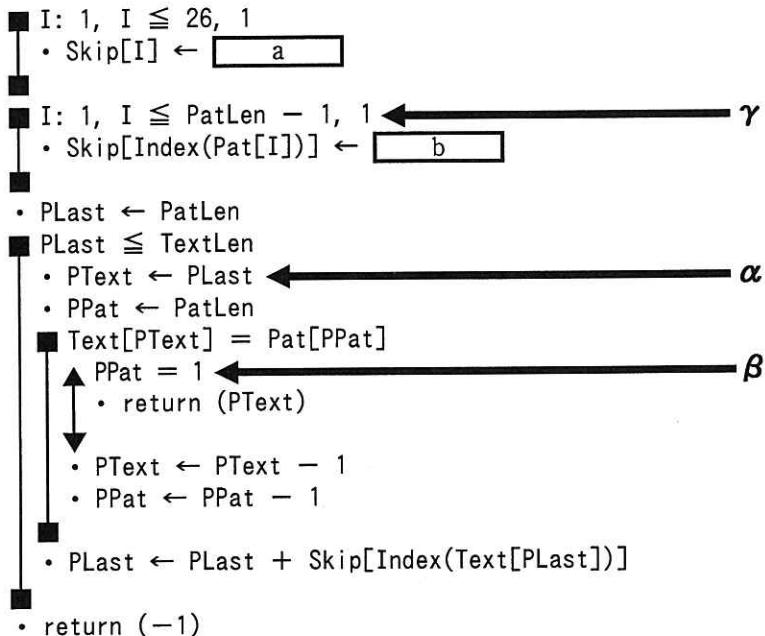 ■ I: 1, I ≦ 26, 1
・ Skip[I] ← a
■ I: 1, I ≦ PatLen − 1, 1 γ
・ Skip[Index(Pat[I])] ← b
・ PLast ← PatLen
■ PLast ≦ TextLen
・ PText ← PLast α
・ PPat ← PatLen
■ Text[PText] = Pat[PPat]
PPat = 1 β
・ return (PText)
・ PText ← PText − 1
・ PPat ← PPat − 1
・ PLast ← PLast + Skip[Index(Text[PLast])]
・ return (−1)